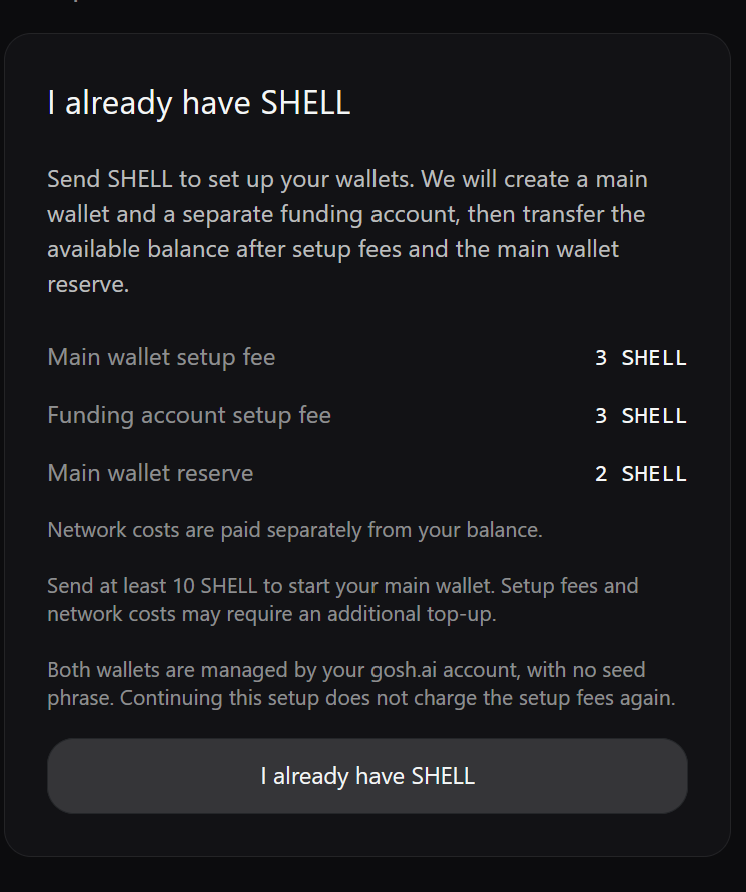 I already have SHELL
Send SHELL to set up your wallets. We will create a main
wallet and a separate funding account, then transfer the
available balance after setup fees and the main wallet
reserve.
Main wallet setup fee 3 SHELL
Funding account setup fee 3 SHELL
Main wallet reserve 2 SHELL
Network costs are paid separately from your balance.
Send at least 10 SHELL to start your main wallet. Setup fees and
network costs may require an additional top-up.
Both wallets are managed by your gosh.ai account, with no seed
phrase. Continuing this setup does not charge the setup fees again.
I already have SHELL